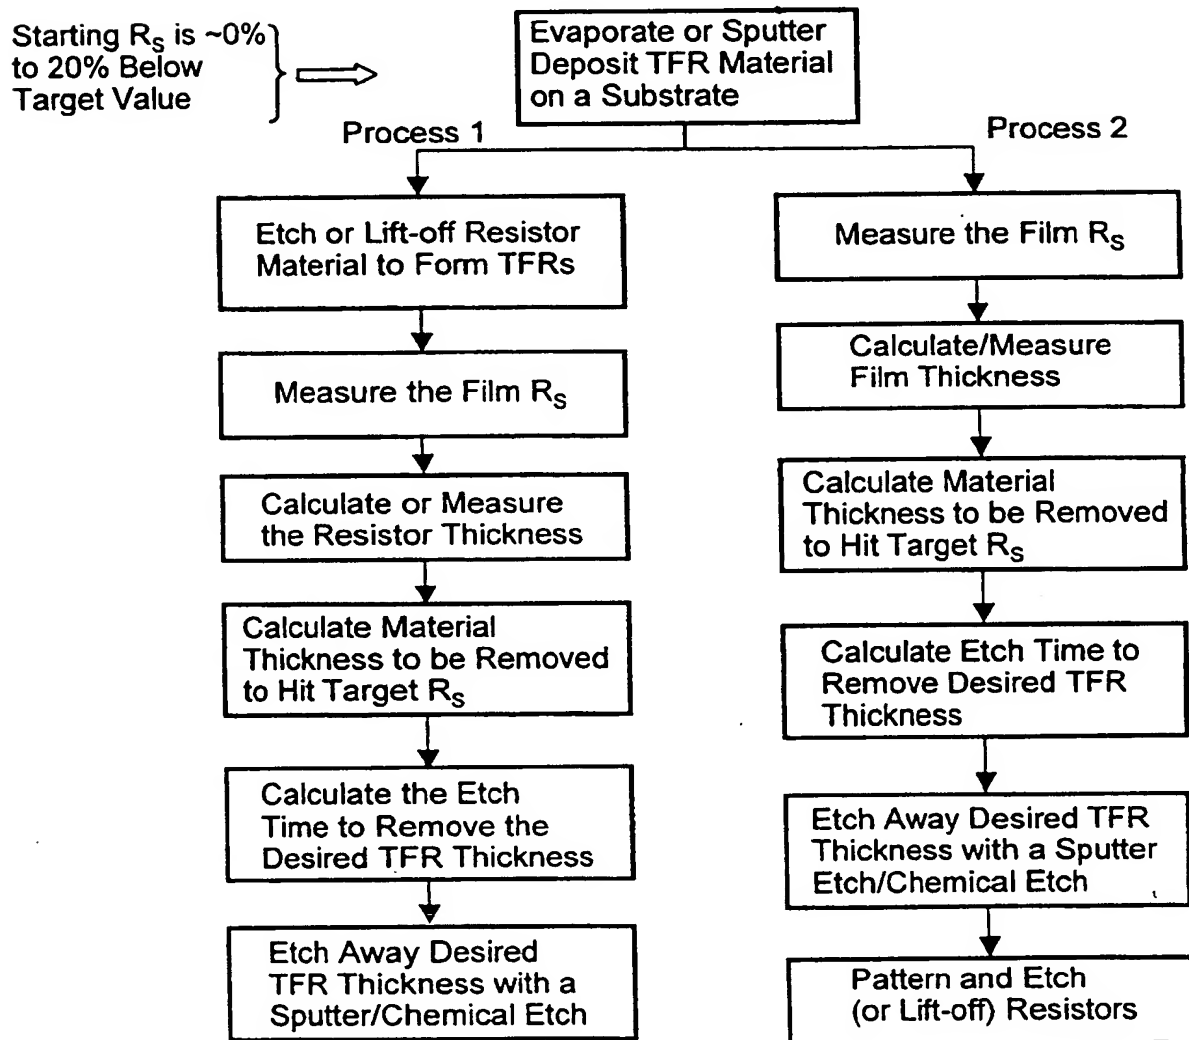 Starting RS is ~0%
to 20% Below
Target Value
Evaporate or Sputter
Deposit TFR Material
on a Substrate
Process 1
Process 2
Etch or Lift-off Resistor
Material to Form TFRs
Measure the Film RS
Calculate or Measure
the Resistor Thickness
Calculate Material
Thickness to be Removed
to Hit Target RS
Calculate the Etch
Time to Remove the
Desired TFR Thickness
Etch Away Desired
TFR Thickness with a
Sputter/Chemical Etch
Measure the Film RS
Calculate/Measure
Film Thickness
Calculate Material
Thickness to be Removed
to Hit Target RS
Calculate Etch Time to
Remove Desired TFR
Thickness
Etch Away Desired TFR
Thickness with a Sputter
Etch/Chemical Etch
Pattern and Etch
(or Lift-off) Resistors